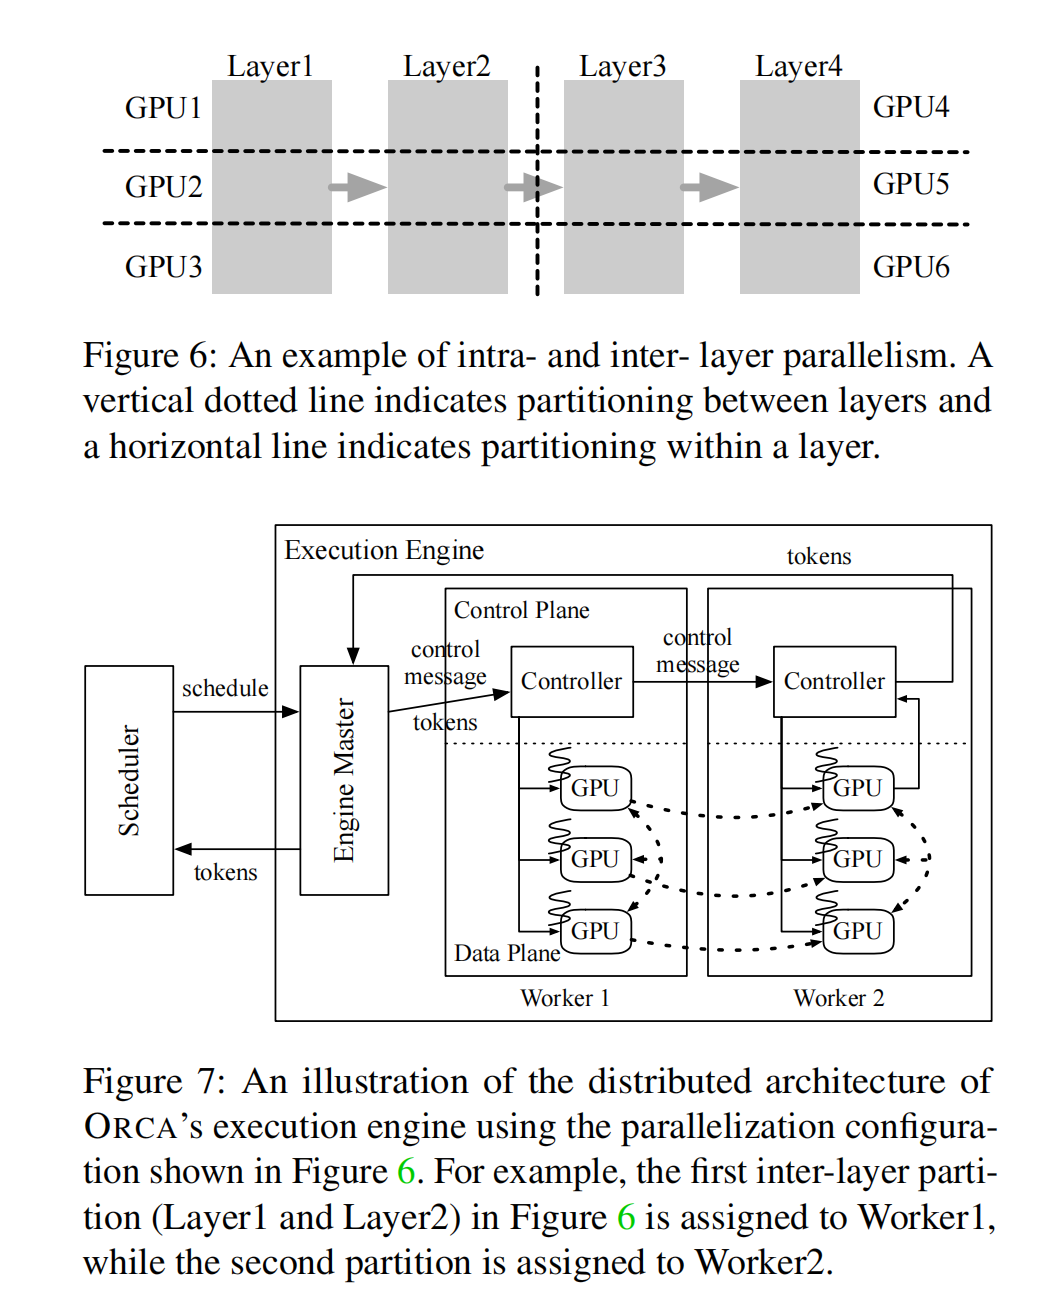 Layer1 Layer2 Layer3 Layer4
GPU1 GPU4
GPU2 GPU5
GPU3 GPU6
Figure 6: An example of intra- and inter- layer parallelism. A
vertical dotted line indicates partitioning between layers and
a horizontal line indicates partitioning within a layer.
Execution Engine
tokens
Control Plane
control
message
tokens
control
message
Controller
Controller
schedule
Scheduler
Engine Master
tokens
GPU
GPU
GPU
GPU
GPU
GPU
Data Plane
Worker 1
Worker 2
Figure 7: An illustration of the distributed architecture of
ORCA’s execution engine using the parallelization configura-
tion shown in Figure 6. For example, the first inter-layer parti-
tion (Layer1 and Layer2) in Figure 6 is assigned to Worker1,
while the second partition is assigned to Worker2.